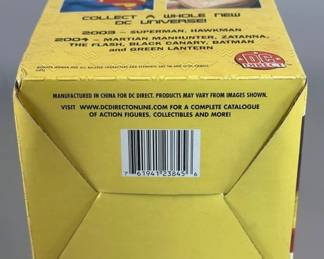 COLLECT A WHOLE NEW
DC UNIVERSE!
2003 – SUPERMAN, HAWKMAN
2004 – MARTIAN MANHUNTER, ZATANNA,
THE FLASH, BLACK CANARY, BATMAN
and GREEN LANTERN
DC
DIRECT
MANUFACTURED IN CHINA FOR DC DIRECT. PRODUCTS MAY VARY FROM IMAGES SHOWN.
VISIT WWW.DCDIRECTONLINE.COM FOR A COMPLETE CATALOGUE
OF ACTION FIGURES, COLLECTIBLES AND MORE!
7 61941 23845 6